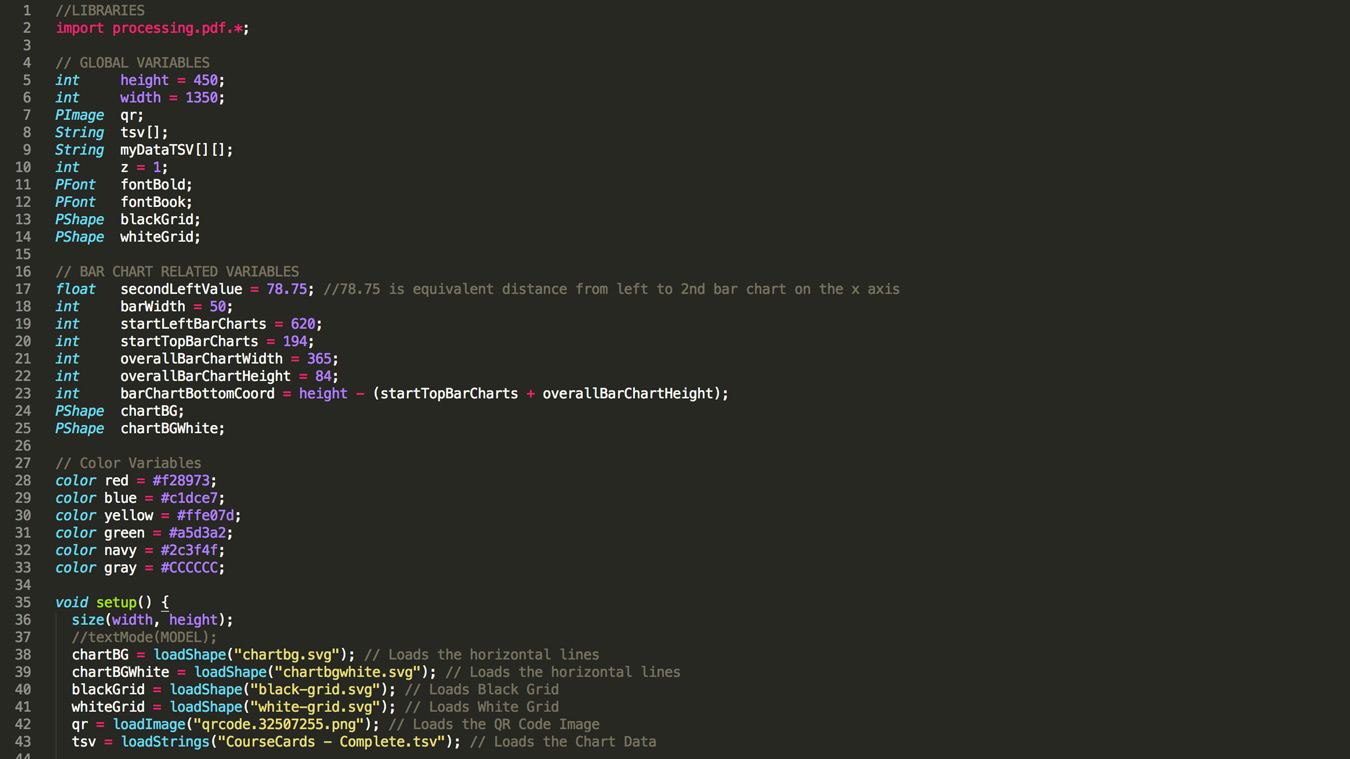 1 //LIBRARIES
2 import processing.pdf.*;
3
4 // GLOBAL VARIABLES
5 int height = 450;
6 int width = 1350;
7 PImage qr;
8 String tsv[];
9 String myDataTSV[][];
10 int z = 1;
11 PFont fontBold;
12 PFont fontBook;
13 PShape blackGrid;
14 PShape whiteGrid;
15
16 // BAR CHART RELATED VARIABLES
17 float secondLeftValue = 78.75; //78.75 is equivalent distance from left to 2nd bar chart on the x axis
18 int barWidth = 50;
19 int startLeftBarCharts = 620;
20 int startTopBarCharts = 194;
21 int overallBarChartWidth = 365;
22 int overallBarChartHeight = 84;
23 int barChartBottomCoord = height - (startTopBarCharts + overallBarChartHeight);
24 PShape chartBG;
25 PShape chartBGWhite;
26
27 // Color Variables
28 color red = #f28973;
29 color blue = #c1dce7;
30 color yellow = #ffe07d;
31 color green = #a5d3a2;
32 color navy = #2c3f4f;
33 color gray = #CCCCCC;
34
35 void setup() {
36 size(width, height);
37 //textMode(MODEL);
38 chartBG = loadShape("chartbg.svg"); // Loads the horizontal lines
39 chartBGWhite = loadShape("chartbgwhite.svg"); // Loads the horizontal lines
40 blackGrid = loadShape("black-grid.svg"); // Loads Black Grid
41 whiteGrid = loadShape("white-grid.svg"); // Loads White Grid
42 qr = loadImage("qrcode.32507255.png"); // Loads the QR Code Image
43 tsv = loadStrings("CourseCards - Complete.tsv"); // Loads the Chart Data